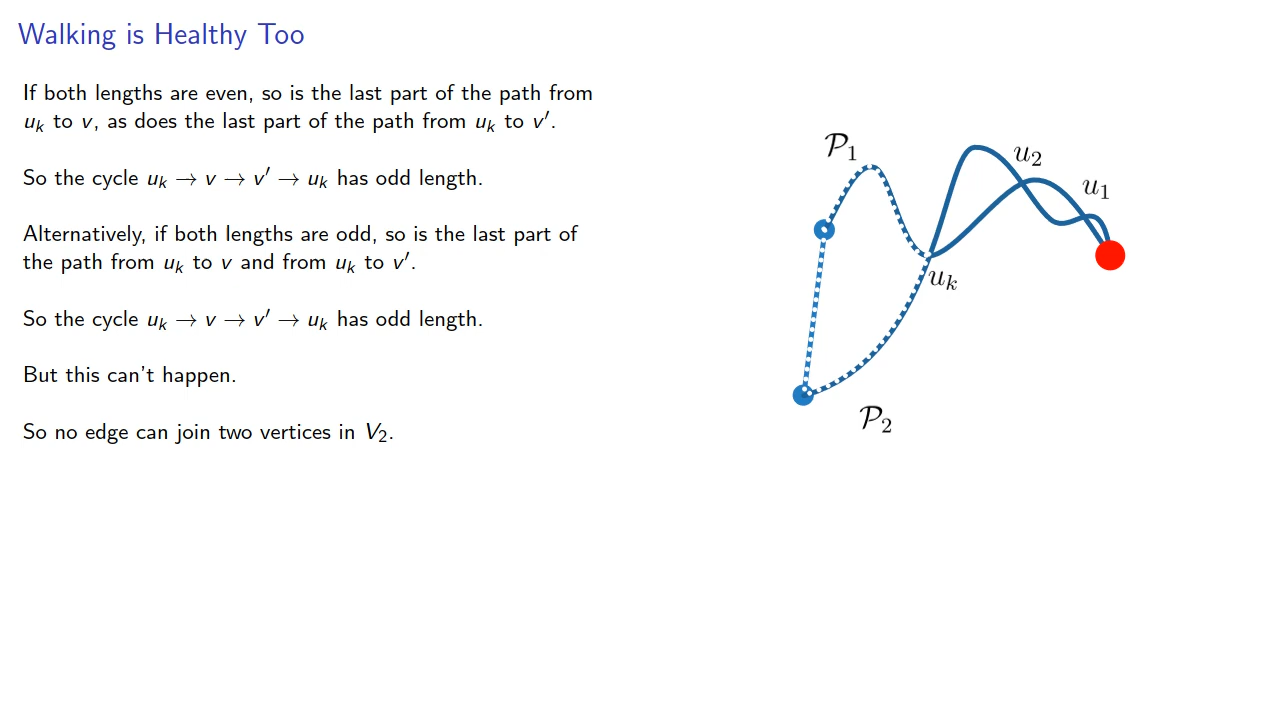 Walking is Healthy Too
If both lengths are even, so is the last part of the path from
uₖ to v, as does the last part of the path from uₖ to v′.
So the cycle uₖ → v → v′ → uₖ has odd length.
Alternatively, if both lengths are odd, so is the last part of
the path from uₖ to v and from uₖ to v′.
So the cycle uₖ → v → v′ → uₖ has odd length.
But this can't happen.
So no edge can join two vertices in V₂.
𝒫₁
u₂
u₁
uₖ
𝒫₂